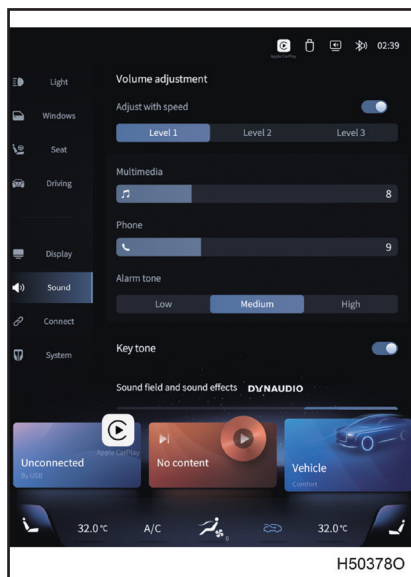 Apple CarPlay 02:39
Light
Windows
Seat
Driving
Display
Sound
Connect
System
Volume adjustment
Adjust with speed
Level 1 Level 2 Level 3
Multimedia
8
Phone
9
Alarm tone
Low Medium High
Key tone
Sound field and sound effects DYNAUDIO
Unconnected
By USB
Apple CarPlay
No content
Vehicle
Comfort
32.0℃ A/C 0 32.0℃
H50378O